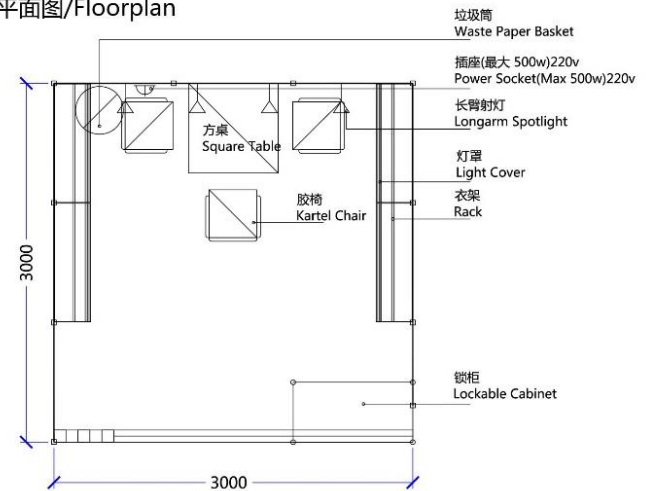 平面图/Floorplan
垃圾筒
Waste Paper Basket
插座(最大 500w)220v
Power Socket(Max 500w)220v
长臂射灯
Longarm Spotlight
方桌
Square Table
灯罩
Light Cover
衣架
Rack
胶椅
Kartel Chair
3000
锁柜
Lockable Cabinet
3000